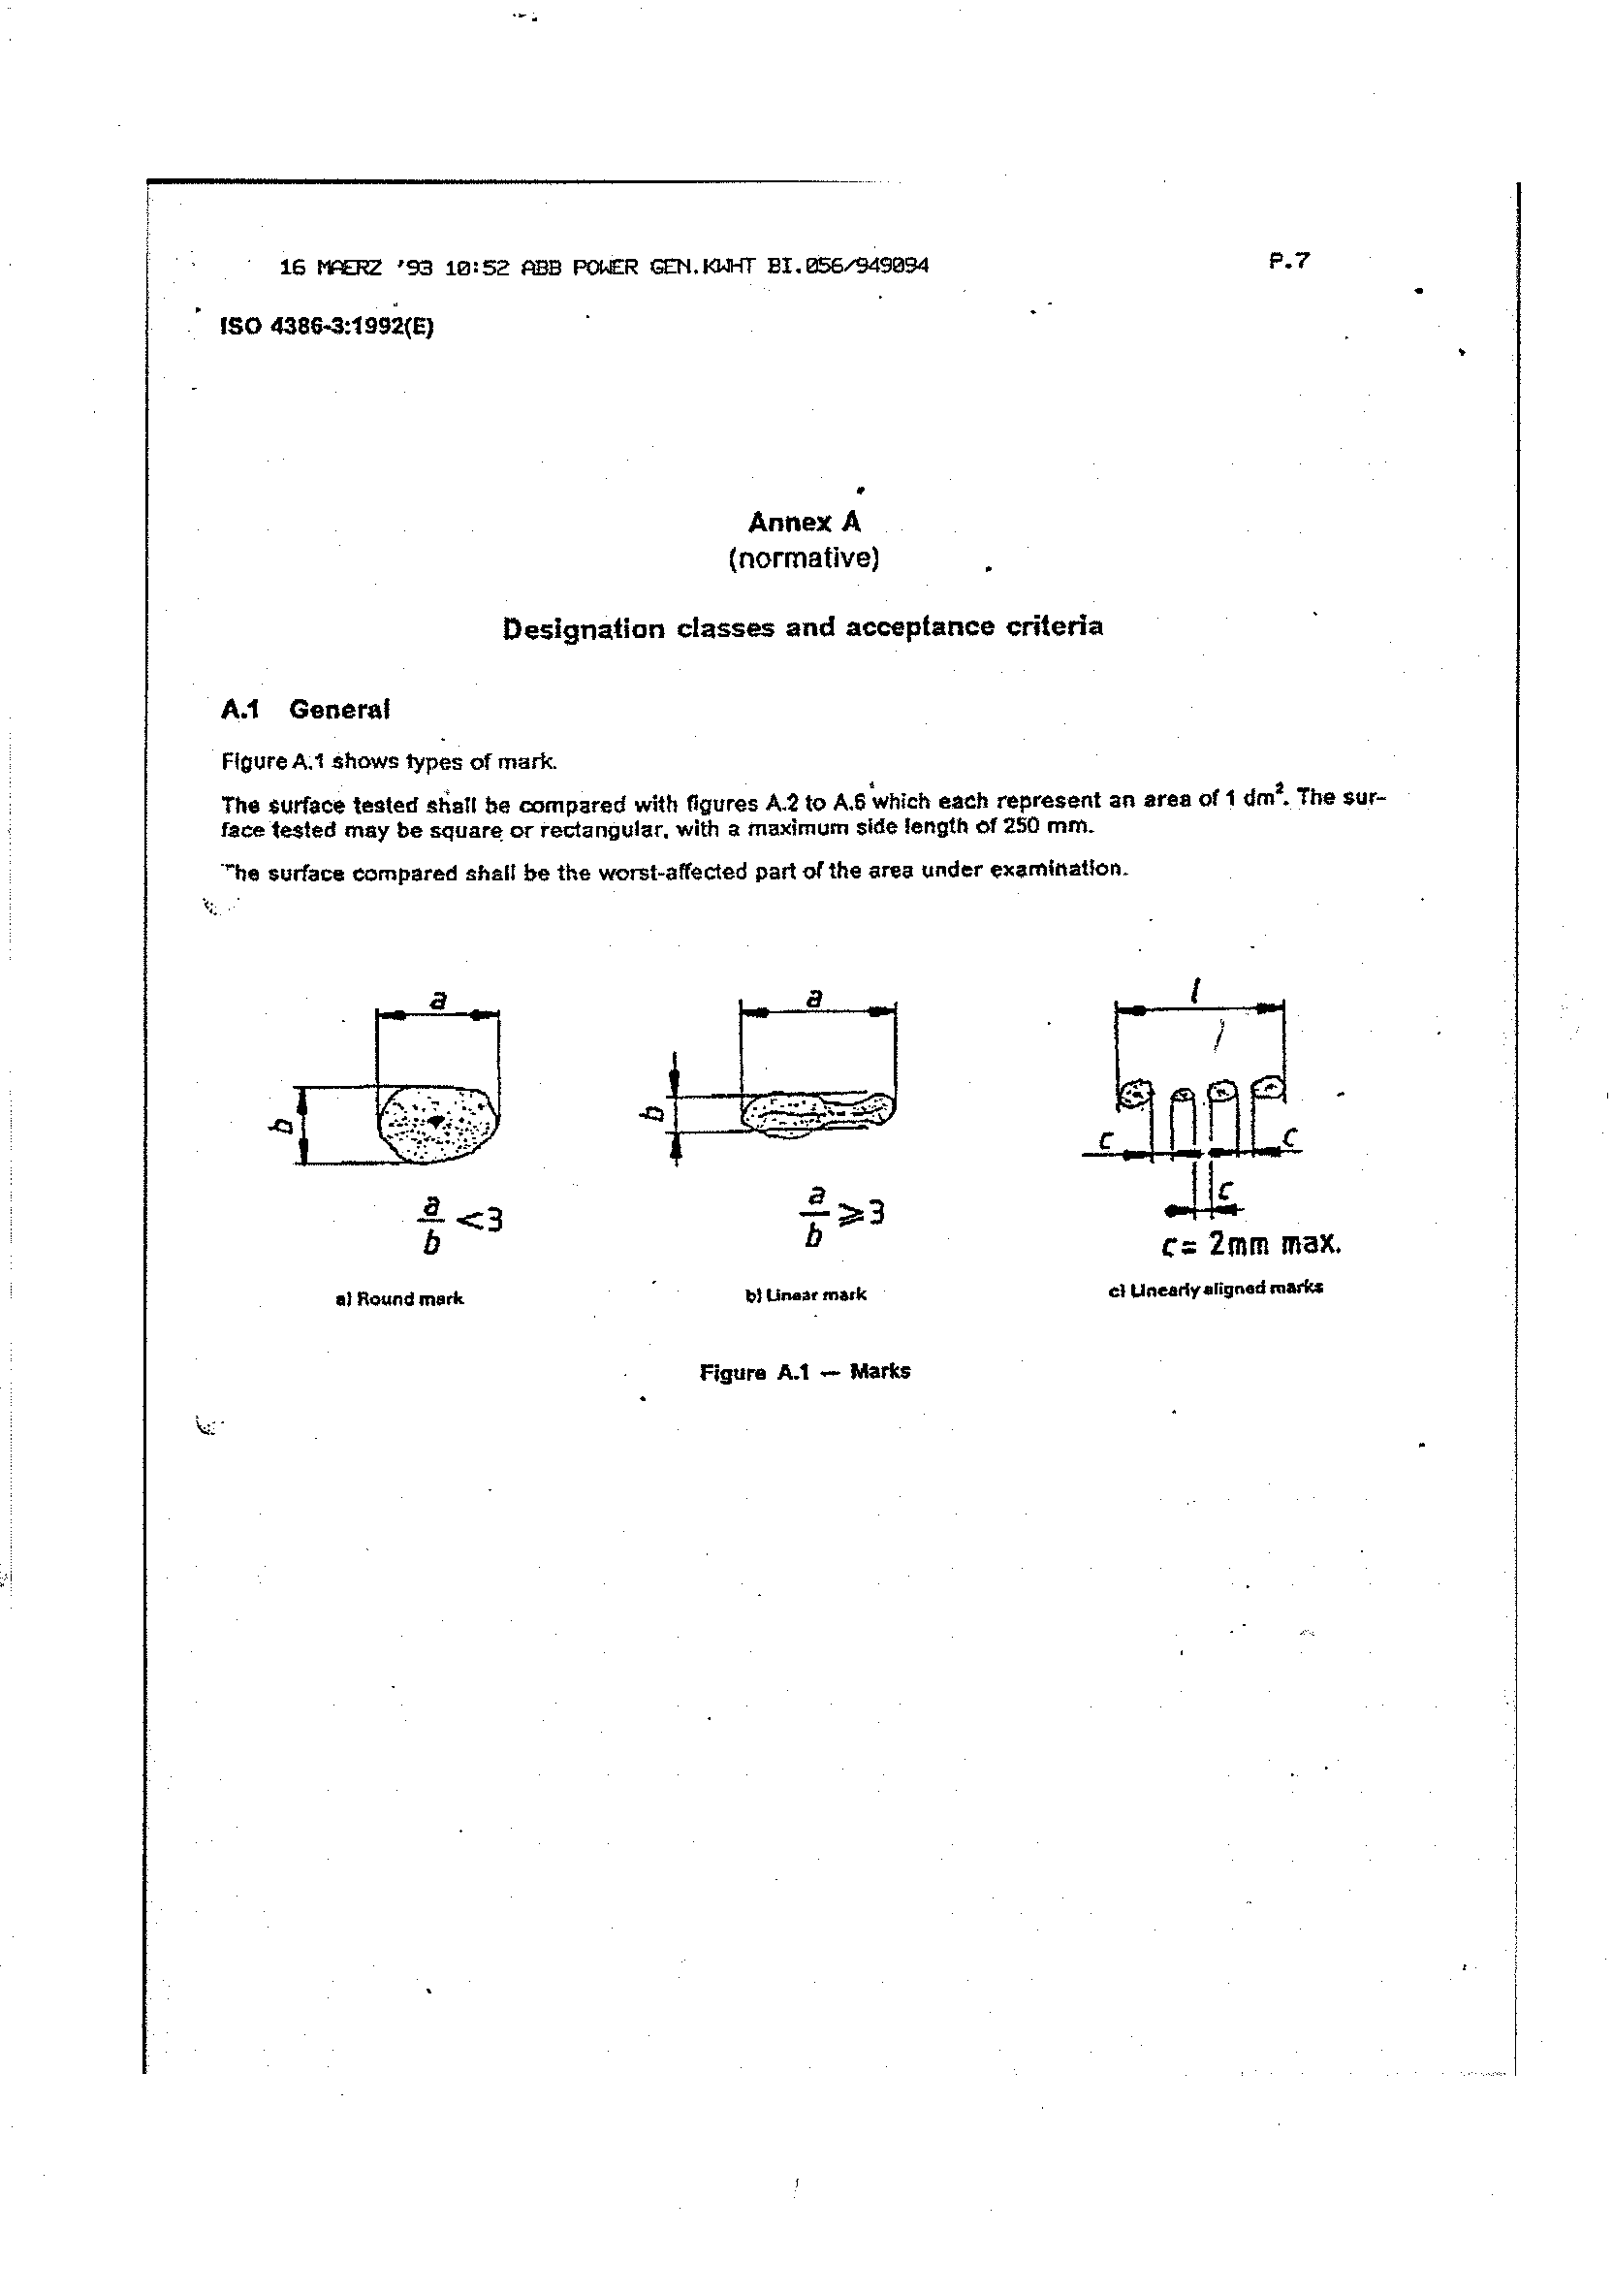 16 MAERZ '93 10:52 ABB POWER GEN.KWHT BI.056/949094 P.7
ISO 4386-3:1992(E)
Annex A
(normative)
Designation classes and acceptance criteria
A.1 General
Figure A.1 shows types of mark.
The surface tested shall be compared with figures A.2 to A.6 which each represent an area of 1 dm². The sur-
face tested may be square or rectangular, with a maximum side length of 250 mm.
The surface compared shall be the worst-affected part of the area under examination.
a a l
b b c c
c
a/b <3 a/b ⩾3
c = 2mm max.
a) Round mark b) Linear mark c) Linearly aligned marks
Figure A.1 — Marks